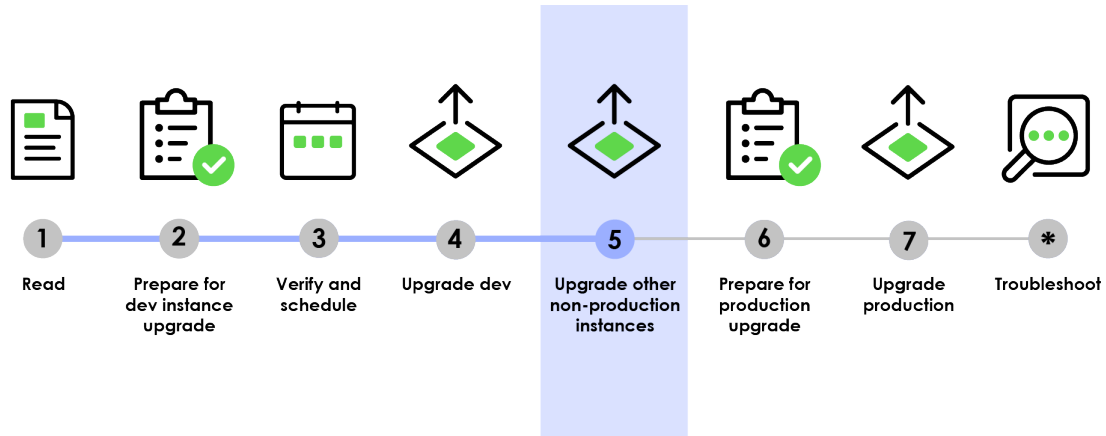 1
2
3
4
5
6
7
*
Read
Prepare for
dev instance
upgrade
Verify and
schedule
Upgrade dev
Upgrade other
non-production
instances
Prepare for
production
upgrade
Upgrade
production
Troubleshoot